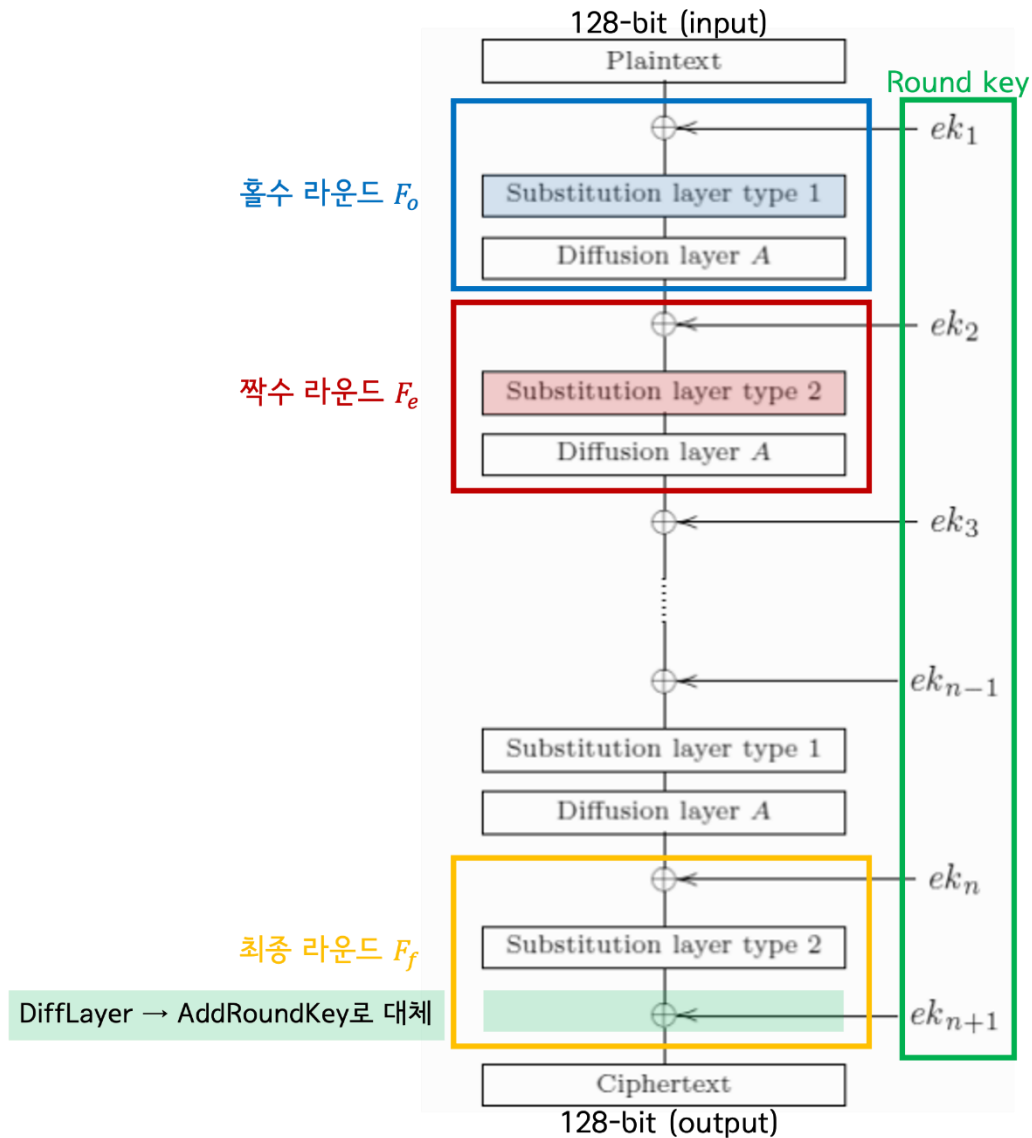 128-bit (input)
Plaintext
Round key
ek₁
홀수 라운드 Fₒ
Substitution layer type 1
Diffusion layer A
ek₂
짝수 라운드 Fₑ
Substitution layer type 2
Diffusion layer A
ek₃
ekₙ₋₁
Substitution layer type 1
Diffusion layer A
ekₙ
최종 라운드 F_f
Substitution layer type 2
DiffLayer → AddRoundKey로 대체
ekₙ₊₁
Ciphertext
128-bit (output)